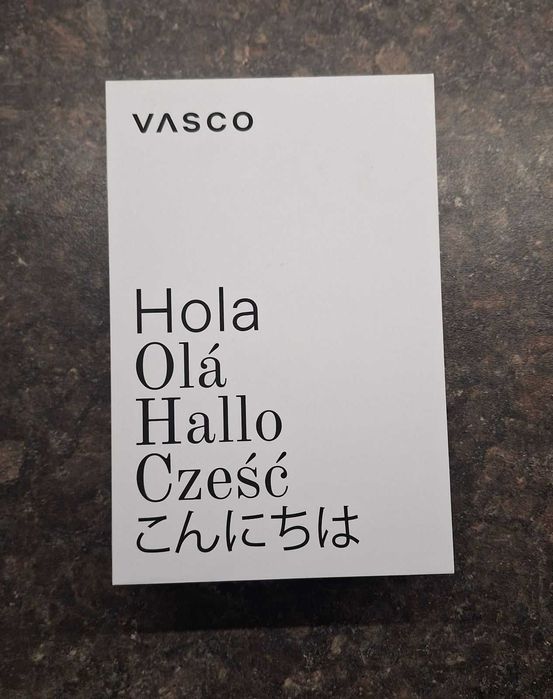 VASCO
Hola
Olá
Hallo
Cześć
こんにちは